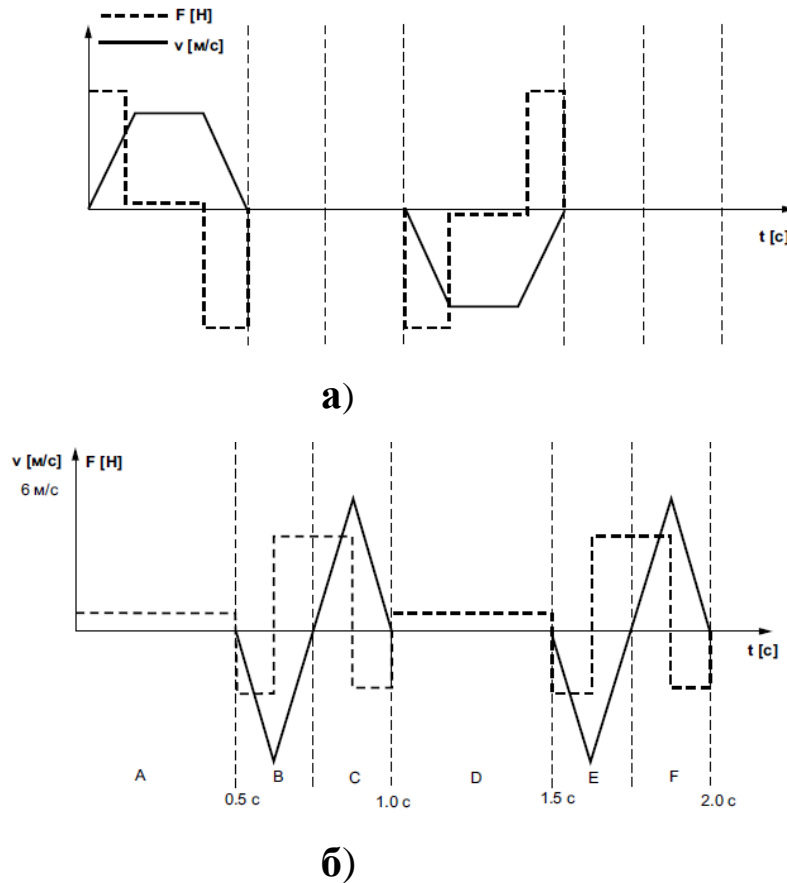 F [Н]
v [м/с]
t [с]
а)
v [м/с] F [Н]
6 м/с
t [с]
A B C D E F
0.5 с 1.0 с 1.5 с 2.0 с
б)